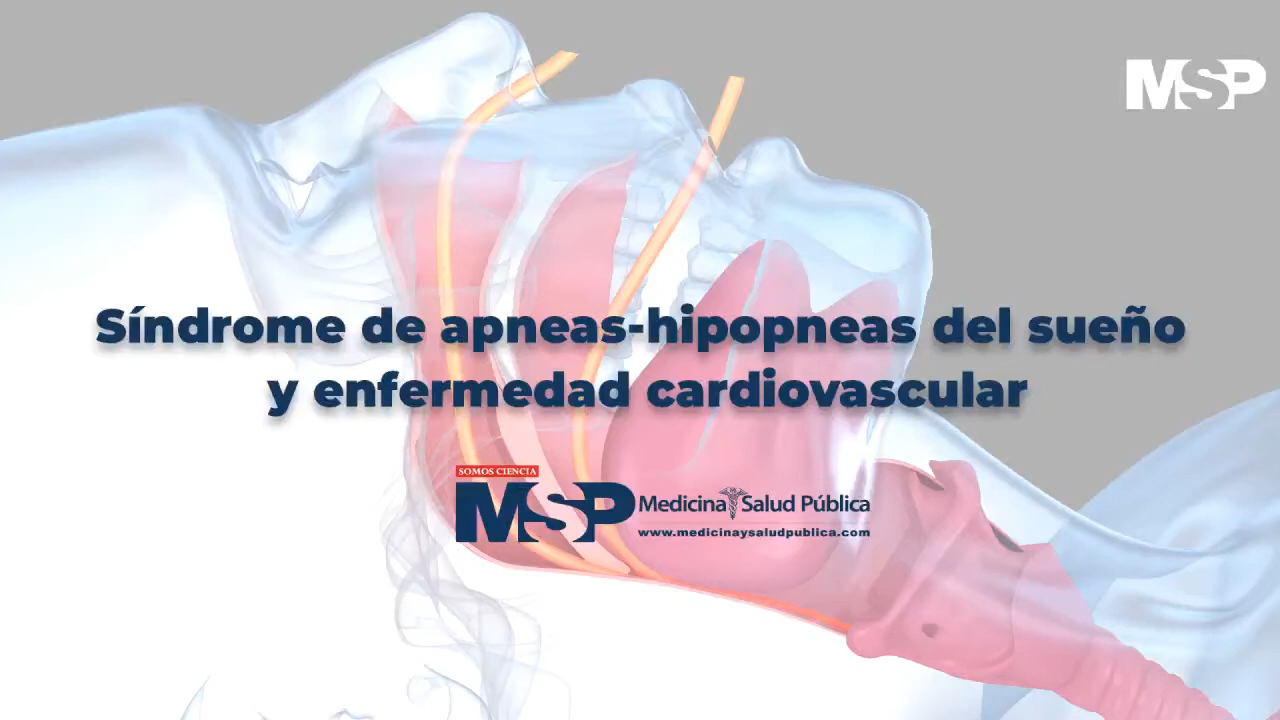 MSP
Síndrome de apneas-hipopneas del sueño
y enfermedad cardiovascular
SOMOS CIENCIA
MSP Medicina Salud Pública
www.medicinaysaludpublica.com